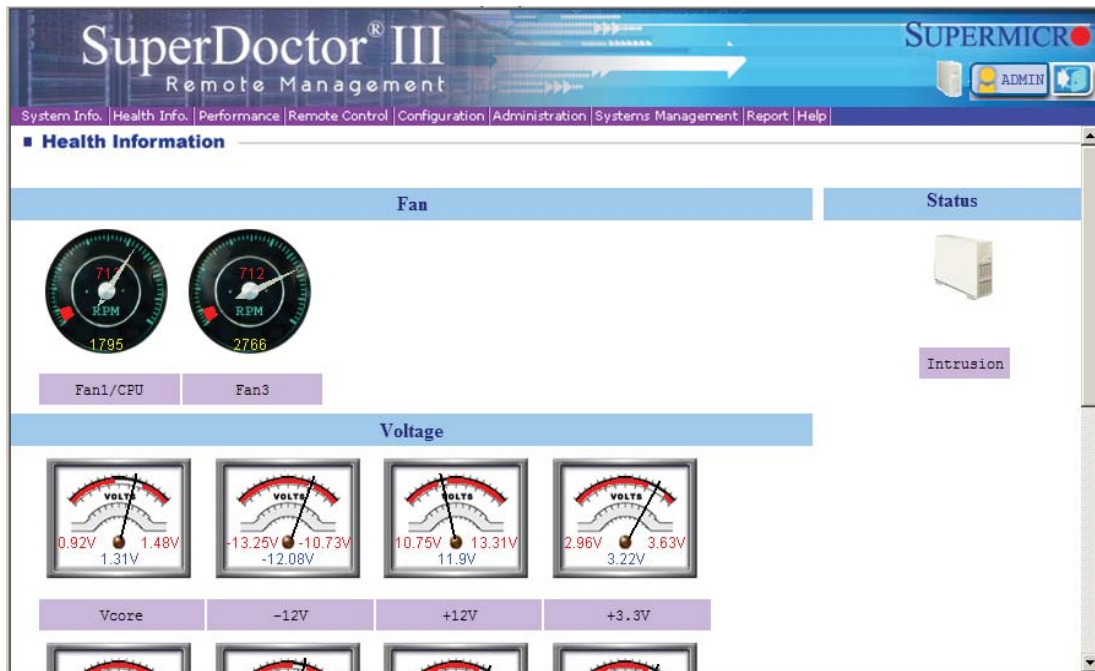 SuperDoctor® III
Remote Management
SUPERMICR
ADMIN
System Info. Health Info. Performance Remote Control Configuration Administration Systems Management Report Help
Health Information
Fan
Status
712
RPM
1795
712
RPM
2766
Fan1/CPU
Fan3
Intrusion
Voltage
VOLTS
0.92V 1.48V
1.31V
VOLTS
-13.25V -10.73V
-12.08V
VOLTS
10.75V 13.31V
11.9V
VOLTS
2.96V 3.63V
3.22V
Vcore
-12V
+12V
+3.3V